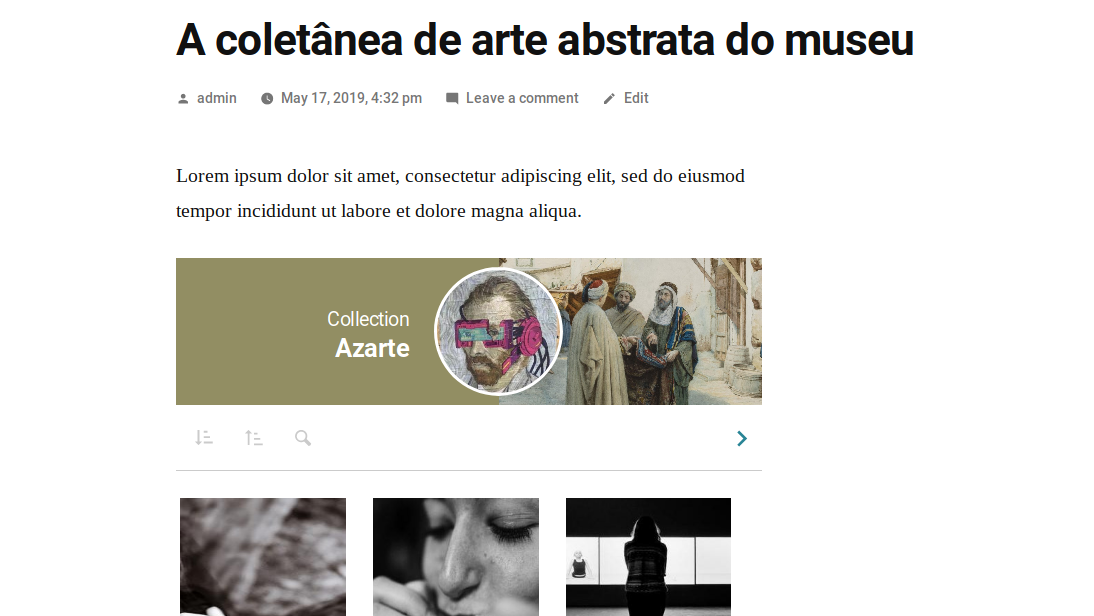 A coletânea de arte abstrata do museu
admin May 17, 2019, 4:32 pm Leave a comment Edit
Lorem ipsum dolor sit amet, consectetur adipiscing elit, sed do eiusmod
tempor incididunt ut labore et dolore magna aliqua.
Collection
Azarte